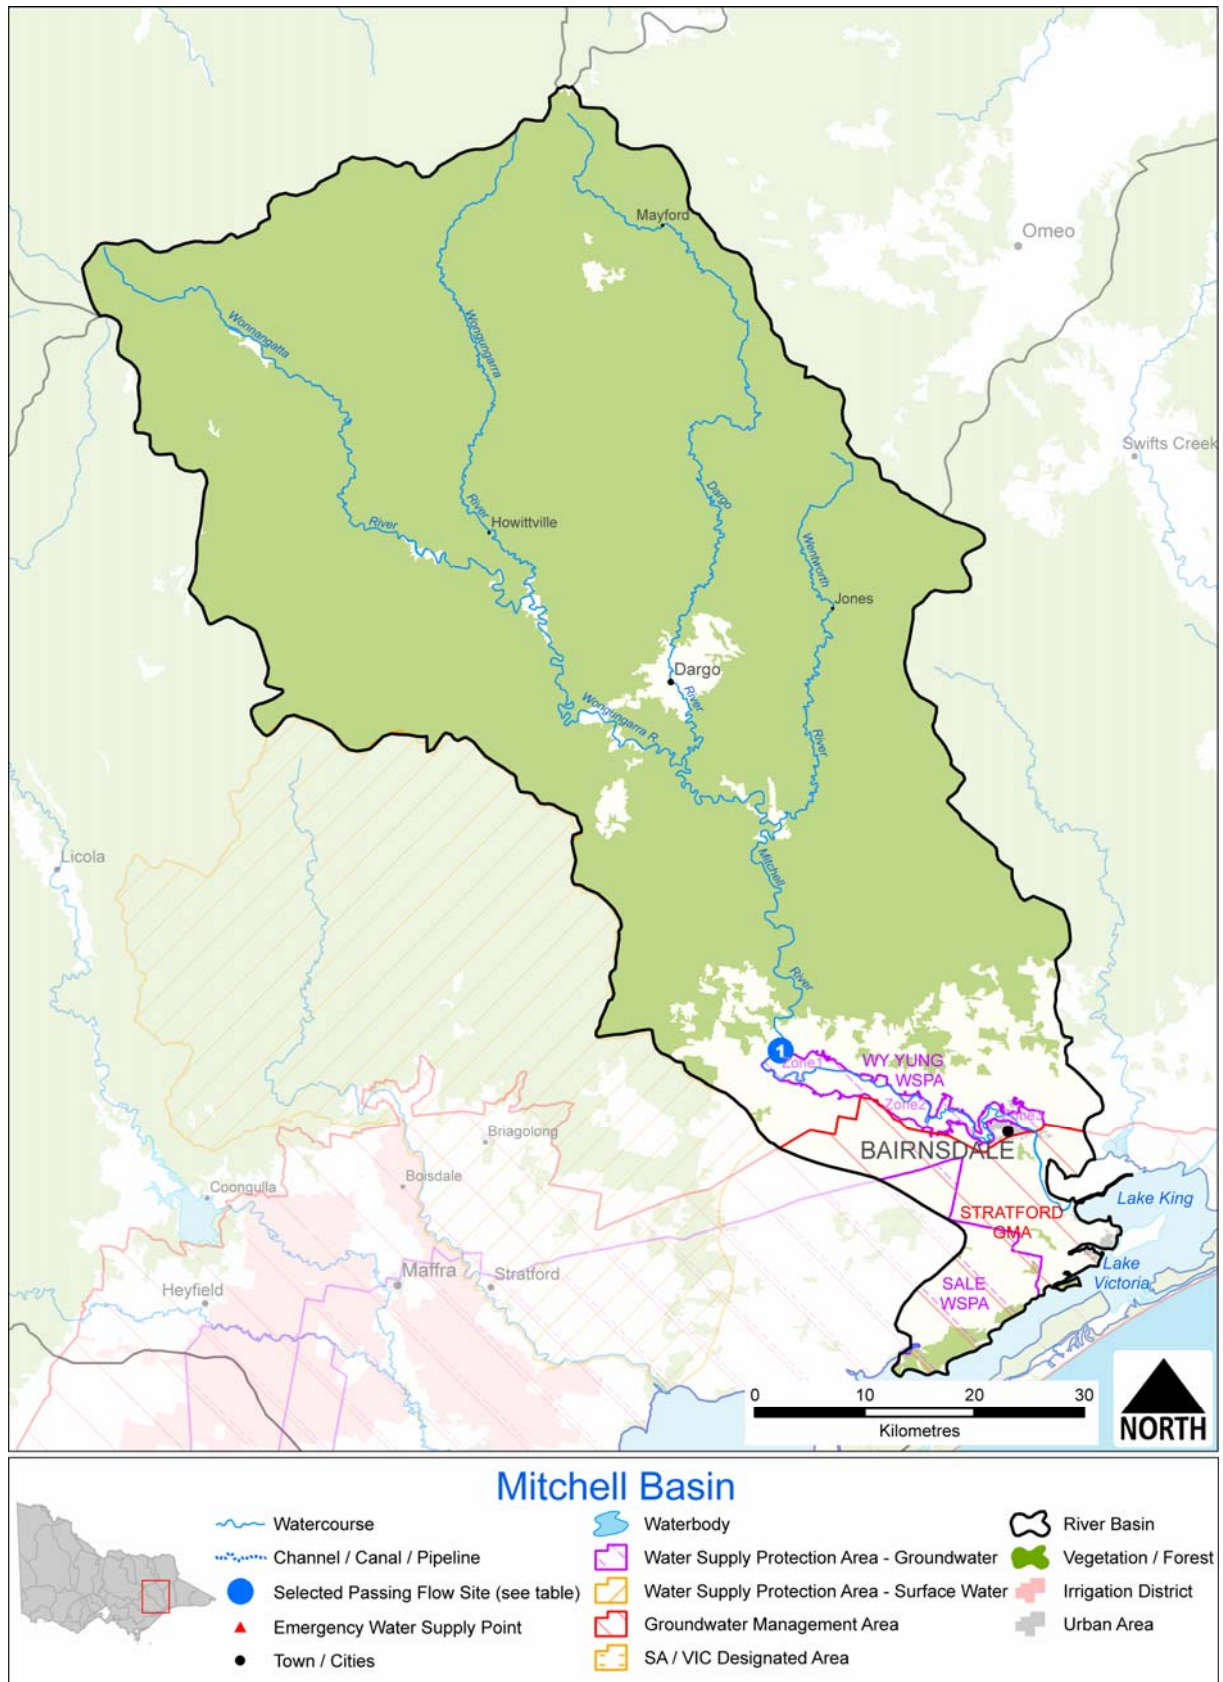 Mayford
Omeo
Wonnangatta
Wongungarra
Swifts Creek
Dargo
River
Howittville
River
Wentworth
Jones
Dargo
River
Wongungarra R.
River
Mitchell
Licola
River
1
Zone1
WY YUNG
WSPA
Zone2
Zone3
Briagolong
BAIRNSDALE
Boisdale
Coongulla
Lake King
STRATFORD
GMA
Maffra
Stratford
Lake
Victoria
Heyfield
SALE
WSPA
0 10 20 30
Kilometres
NORTH
Mitchell Basin
Watercourse
Channel / Canal / Pipeline
Selected Passing Flow Site (see table)
Emergency Water Supply Point
Town / Cities
Waterbody
Water Supply Protection Area - Groundwater
Water Supply Protection Area - Surface Water
Groundwater Management Area
SA / VIC Designated Area
River Basin
Vegetation / Forest
Irrigation District
Urban Area